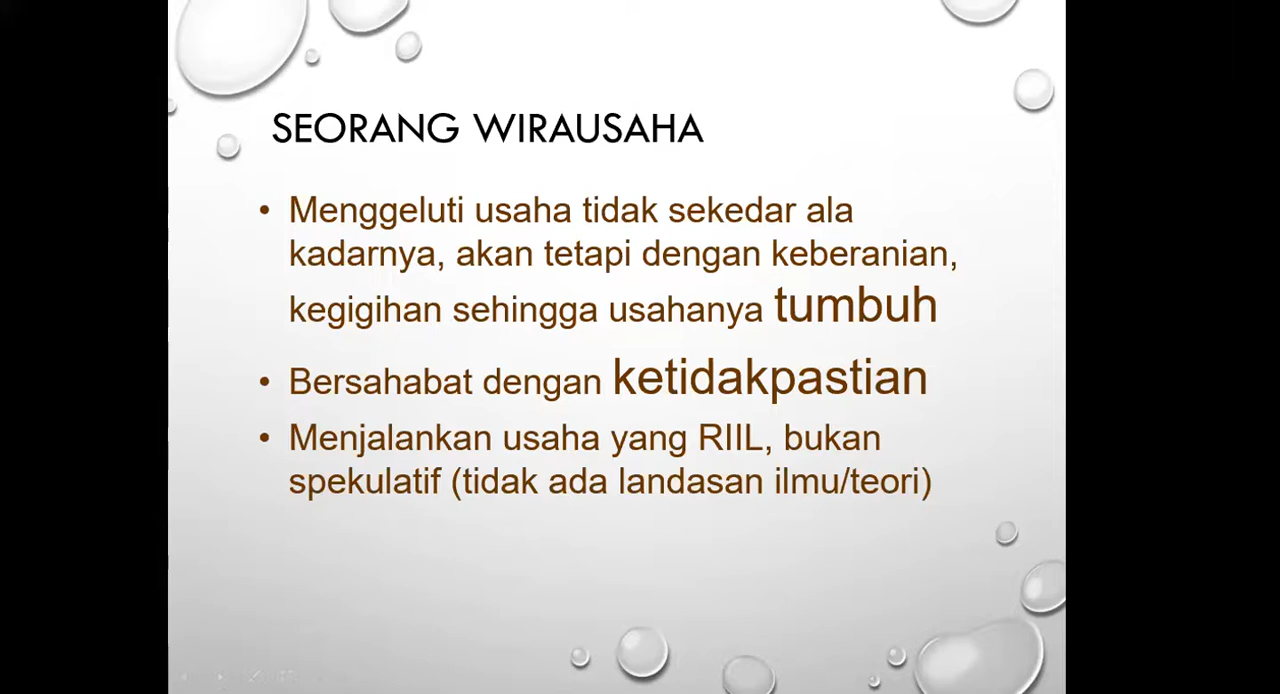 SEORANG WIRAUSAHA
• Menggeluti usaha tidak sekedar ala
kadarnya, akan tetapi dengan keberanian,
kegigihan sehingga usahanya tumbuh
• Bersahabat dengan ketidakpastian
• Menjalankan usaha yang RIIL, bukan
spekulatif (tidak ada landasan ilmu/teori)